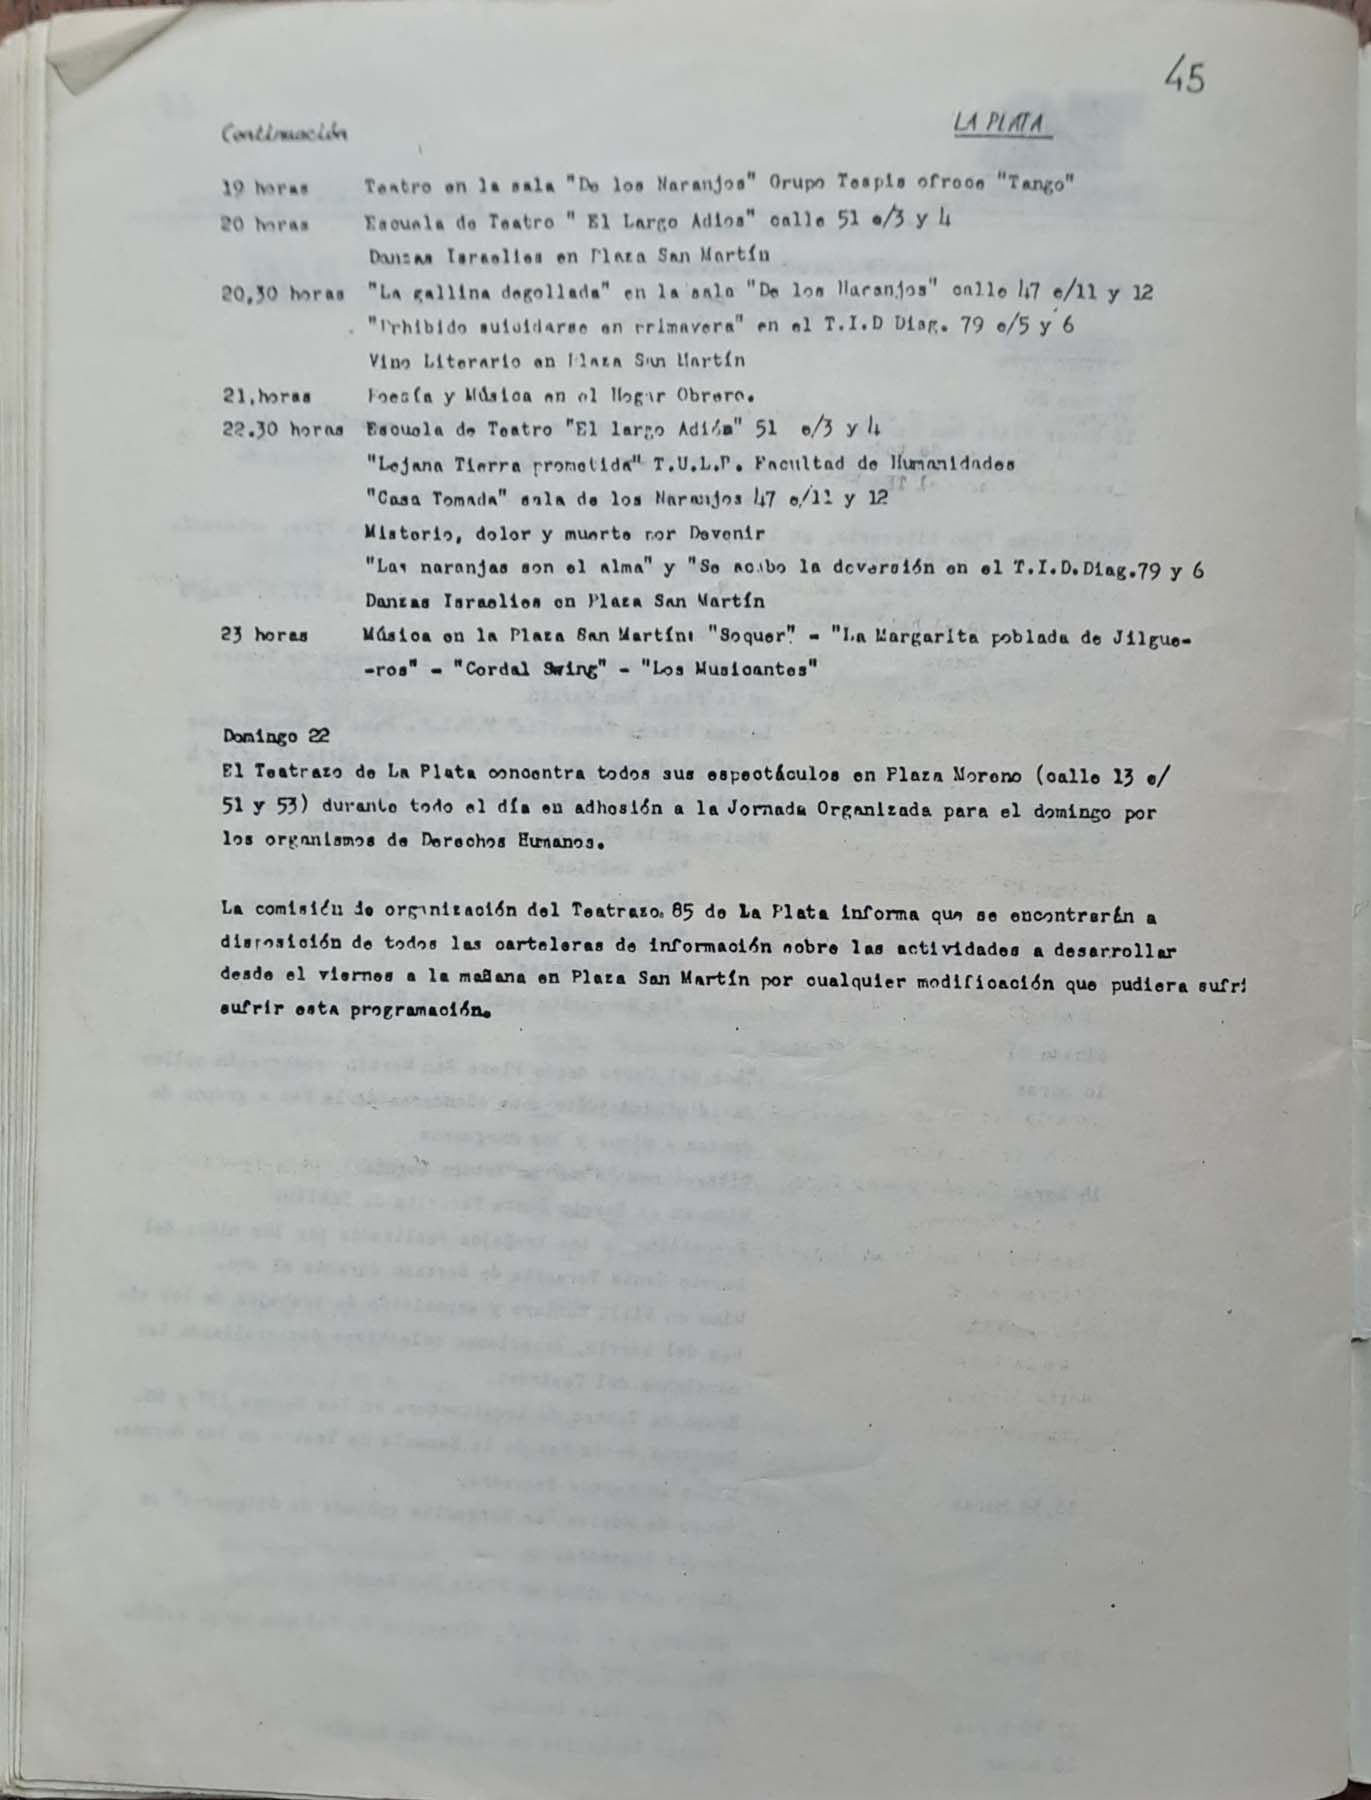 45
Continuación
LA PLATA
19 horas Teatro en la sala "De los Naranjos" Grupo Tespis ofrece "Tango"
20 horas Escuela de Teatro " El Largo Adios" calle 51 e/3 y 4
Danzas Israelies en Plaza San Martín
20,30 horas "La gallina degollada" en la sala "De los Naranjos" calle 47 e/11 y 12
"Prhibido suicidarse en primavera" en el T.I.D Diag. 79 e/5 y 6
Vino Literario en Plaza San Martín
21,horas Poesía y Música en el Hogar Obrero.
22.30 horas Escuela de Teatro "El largo Adiós" 51 e/3 y 4
"Lejana Tierra prometida" T.U.L.P. Facultad de Humanidades
"Casa Tomada" sala de los Naranjos 47 e/11 y 12
Misterio, dolor y muerte por Devenir
"Las naranjas son el alma" y "Se acabo la deversión en el T.I.D.Diag.79 y 6
Danzas Israelies en Plaza San Martín
23 horas Música en la Plaza San Martín: "Soquer" - "La Margarita poblada de Jilgue-
-ros" - "Cordal Swing" - "Los Musicantes"
Domingo 22
El Teatrazo de La Plata concentra todos sus espectáculos en Plaza Moreno (calle 13 e/
51 y 53) durante todo el día en adhesión a la Jornada Organizada para el domingo por
los organismos de Derechos Humanos.
La comisión de organización del Teatrazo. 85 de La Plata informa que se encontrarán a
disposición de todos las carteleras de información sobre las actividades a desarrollar
desde el viernes a la mañana en Plaza San Martín por cualquier modificación que pudiera sufri
sufrir esta programación.